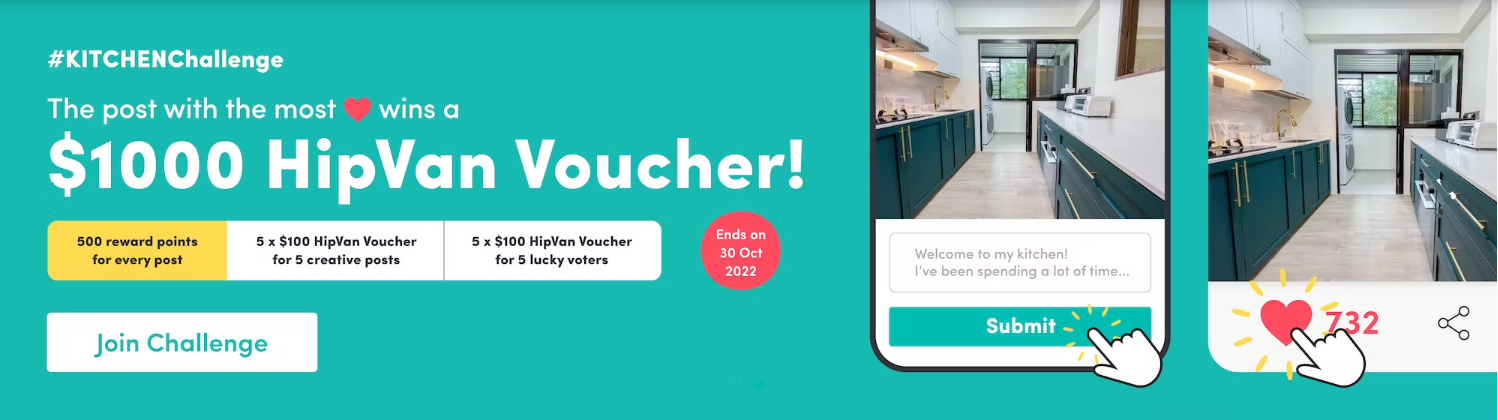 #KITCHENChallenge
The post with the most ❤ wins a
$1000 HipVan Voucher!
500 reward points
for every post
5 x $100 HipVan Voucher
for 5 creative posts
5 x $100 HipVan Voucher
for 5 lucky voters
Ends on
30 Oct
2022
Join Challenge
Welcome to my kitchen!
I've been spending a lot of time...
Submit
732